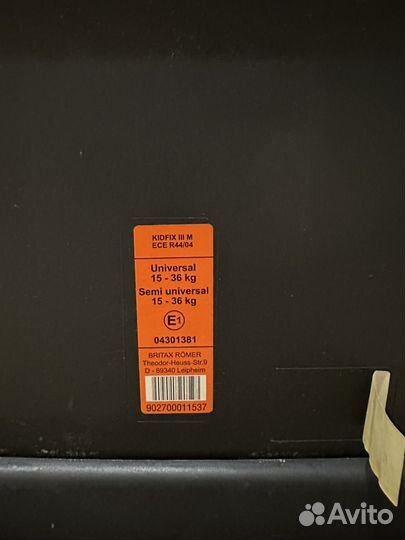 KIDFIX III M
ECE R44/04
Universal
15 - 36 kg
Semi universal
15 - 36 kg
E1
04301381
BRITAX RÖMER
Theodor-Heuss-Str.9
D - 89340 Leipheim
902700011537
Avito